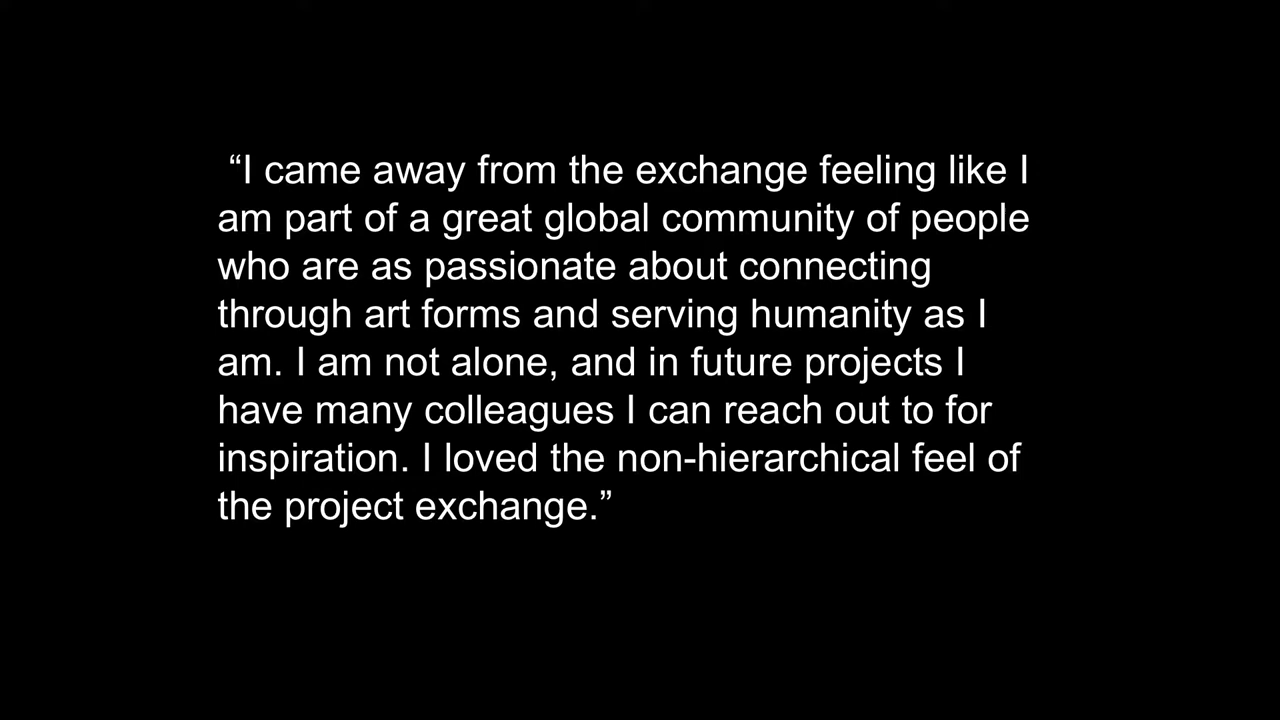 “I came away from the exchange feeling like I
am part of a great global community of people
who are as passionate about connecting
through art forms and serving humanity as I
am. I am not alone, and in future projects I
have many colleagues I can reach out to for
inspiration. I loved the non-hierarchical feel of
the project exchange.”